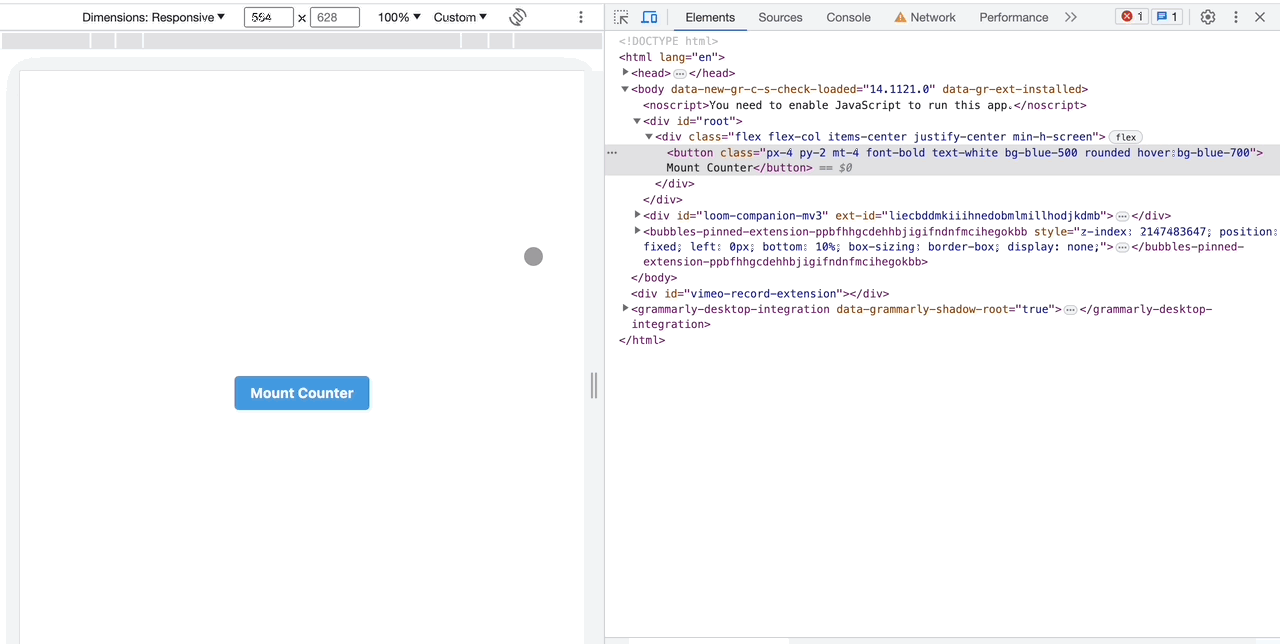 Dimensions: Responsive ▼ 564 x 628 100% ▼ Custom ▼
Elements Sources Console Network Performance >> 1 1
<!DOCTYPE html>
<html lang="en">
<head> … </head>
<body data-new-gr-c-s-check-loaded="14.1121.0" data-gr-ext-installed>
<noscript>You need to enable JavaScript to run this app.</noscript>
<div id="root">
<div class="flex flex-col items-center justify-center min-h-screen"> flex
… <button class="px-4 py-2 mt-4 font-bold text-white bg-blue-500 rounded hover:bg-blue-700">
Mount Counter</button> == $0
</div>
</div>
<div id="loom-companion-mv3" ext-id="liecbddmkiiihnedobmlmillhodjkdmb"> … </div>
<bubbles-pinned-extension-ppbfhhgcdehhbjigifndnfmcihegokbb style="z-index: 2147483647; position:
fixed; left: 0px; bottom: 10%; box-sizing: border-box; display: none;"> … </bubbles-pinned-
extension-ppbfhhgcdehhbjigifndnfmcihegokbb>
</body>
<div id="vimeo-record-extension"></div>
<grammarly-desktop-integration data-grammarly-shadow-root="true"> … </grammarly-desktop-
integration>
</html>
Mount Counter